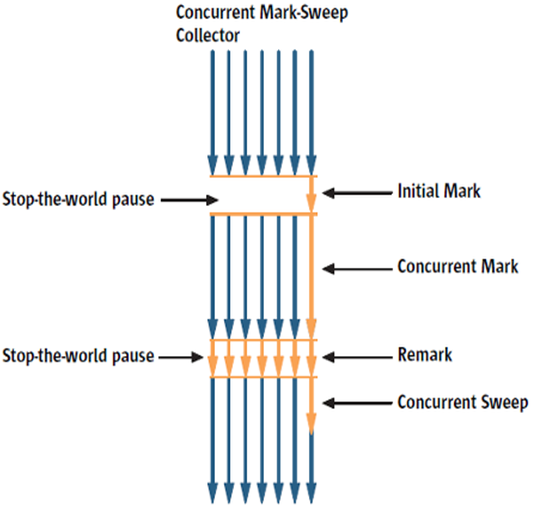 Concurrent Mark-Sweep
Collector
Stop-the-world pause
Initial Mark
Concurrent Mark
Stop-the-world pause
Remark
Concurrent Sweep